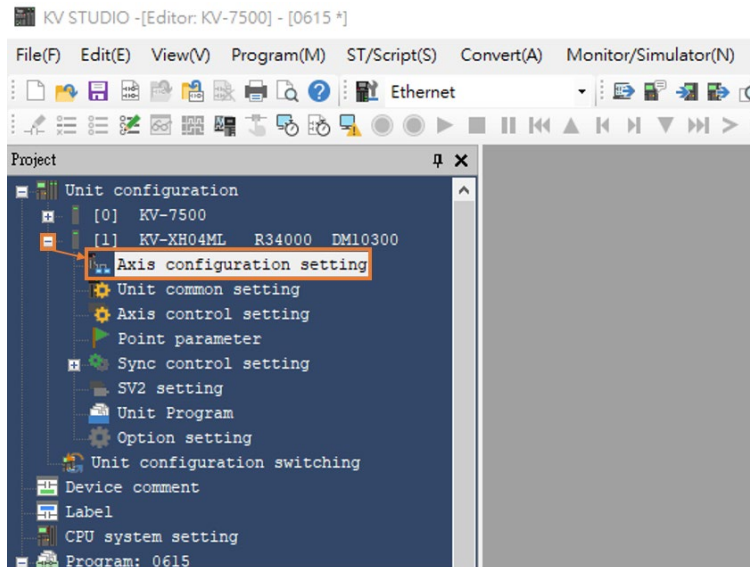 KV STUDIO -[Editor: KV-7500] - [0615 *]
File(F) Edit(E) View(V) Program(M) ST/Script(S) Convert(A) Monitor/Simulator(N)
Ethernet
Project
Unit configuration
[0] KV-7500
[1] KV-XH04ML R34000 DM10300
Axis configuration setting
Unit common setting
Axis control setting
Point parameter
Sync control setting
SV2 setting
Unit Program
Option setting
Unit configuration switching
Device comment
Label
CPU system setting
Program: 0615